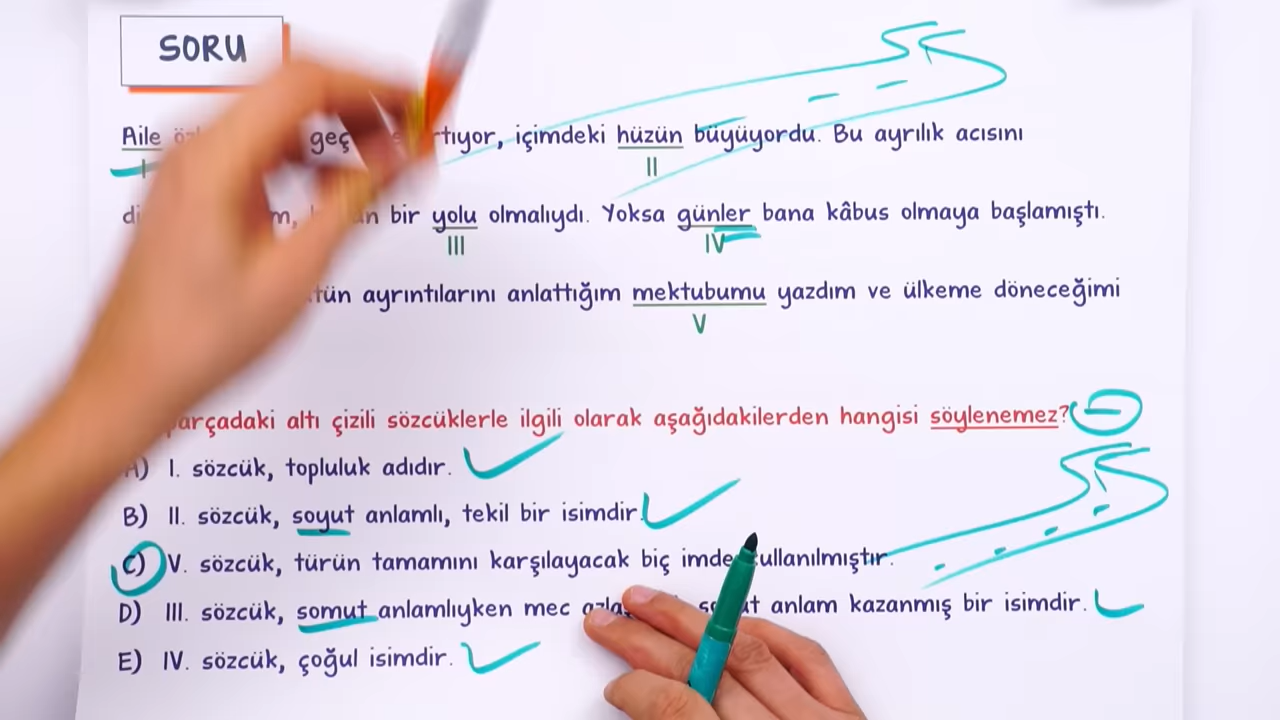 SORU
Aile geç tıyor, içimdeki hüzün büyüyordu. Bu ayrılık acısını
I II
bir yolu olmalıydı. Yoksa günler bana kâbus olmaya başlamıştı.
III IV
ayrıntılarını anlattığım mektubumu yazdım ve ülkeme döneceğimi
V
parçadaki altı çizili sözcüklerle ilgili olarak aşağıdakilerden hangisi söylenemez?
A) I. sözcük, topluluk adıdır.
B) II. sözcük, soyut anlamlı, tekil bir isimdir.
C) V. sözcük, türün tamamını karşılayacak biç imde kullanılmıştır.
D) III. sözcük, somut anlamlıyken mec anlam kazanmış bir isimdir.
E) IV. sözcük, çoğul isimdir.